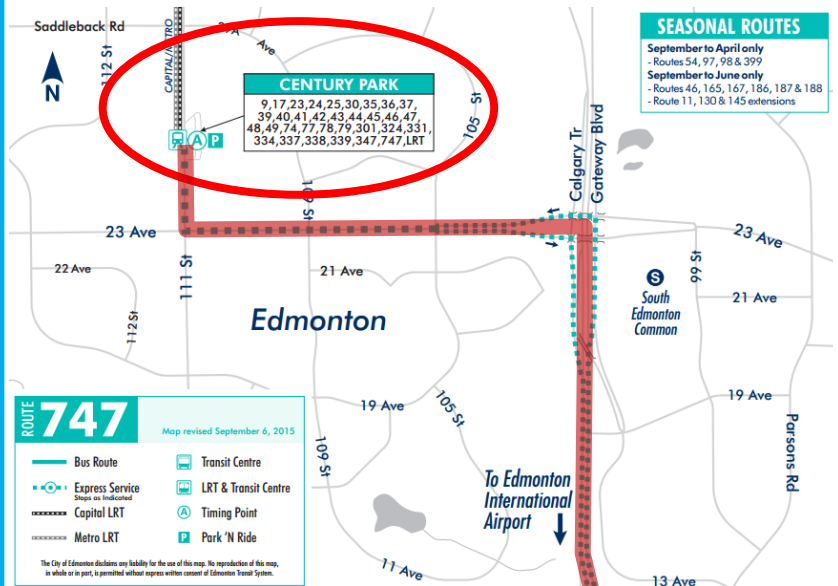 Saddleback Rd
112 St
CAPITAL/METRO
Ave
N
CENTURY PARK
9,17,23,24,25,30,35,36,37,
39,40,41,42,43,44,45,46,47,
48,49,74,77,78,79,301,324,331,
334,337,338,339,347,747,LRT
A P
105 St
SEASONAL ROUTES
September to April only
- Routes 54, 97, 98 & 399
September to June only
- Routes 46, 165, 167, 186, 187 & 188
- Route 11, 130 & 145 extensions
Calgary Tr
Gateway Blvd
109 St
23 Ave
23 Ave
22 Ave
111 St
21 Ave
99 St
S
South
Edmonton
Common
21 Ave
112 St
Edmonton
19 Ave
105 St
19 Ave
109 St
Parsons Rd
ROUTE 747
Map revised September 6, 2015
Bus Route
Transit Centre
Express Service
Stops as Indicated
LRT & Transit Centre
Capital LRT
A Timing Point
Metro LRT
P Park 'N Ride
The City of Edmonton disclaims any liability for the use of this map. No reproduction of this map,
in whole or in part, is permitted without express written consent of Edmonton Transit System.
To Edmonton
International
Airport
11 Ave
13 Ave